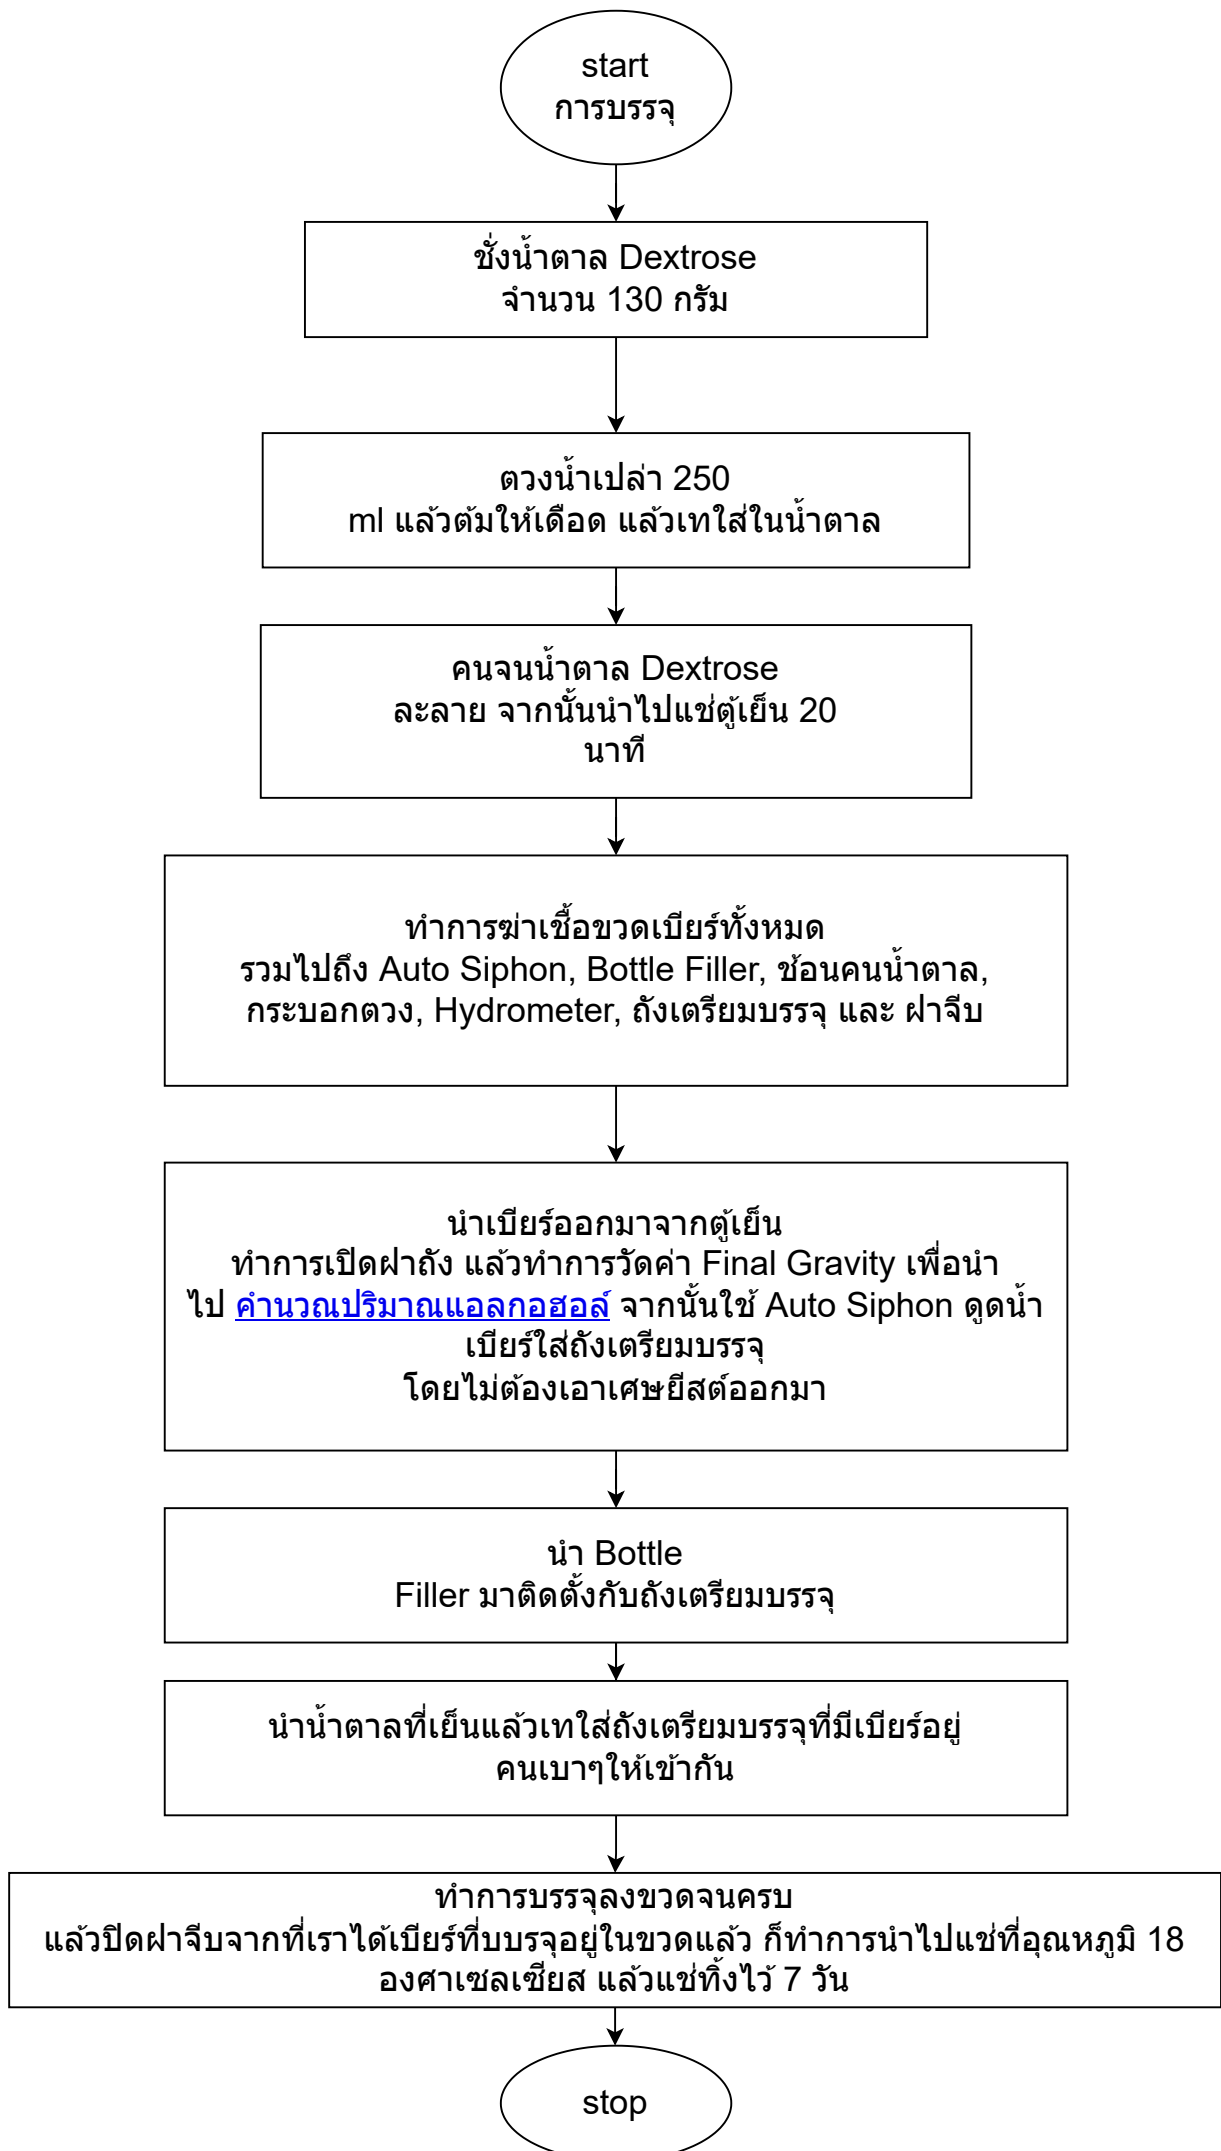 start
การบรรจุ
ชั่งน้ำตาล Dextrose
จำนวน 130 กรัม
ตวงน้ำเปล่า 250
ml แล้วต้มให้เดือด แล้วเทใส่ในน้ำตาล
คนจนน้ำตาล Dextrose
ละลาย จากนั้นนำไปแช่ตู้เย็น 20
นาที
ทำการฆ่าเชื้อขวดเบียร์ทั้งหมด
รวมไปถึง Auto Siphon, Bottle Filler, ช้อนคนน้ำตาล,
กระบอกตวง, Hydrometer, ถังเตรียมบรรจุ และ ฝาจีบ
นำเบียร์ออกมาจากตู้เย็น
ทำการเปิดฝาถัง แล้วทำการวัดค่า Final Gravity เพื่อนำ
ไป คำนวณปริมาณแอลกอฮอล์ จากนั้นใช้ Auto Siphon ดูดน้ำ
เบียร์ใส่ถังเตรียมบรรจุ
โดยไม่ต้องเอาเศษยีสต์ออกมา
นำ Bottle
Filler มาติดตั้งกับถังเตรียมบรรจุ
นำน้ำตาลที่เย็นแล้วเทใส่ถังเตรียมบรรจุที่มีเบียร์อยู่
คนเบาๆให้เข้ากัน
ทำการบรรจุลงขวดจนครบ
แล้วปิดฝาจีบจากที่เราได้เบียร์ที่บบรจุอยู่ในขวดแล้ว ก็ทำการนำไปแช่ที่อุณหภูมิ 18
องศาเซลเซียส แล้วแช่ทิ้งไว้ 7 วัน
stop